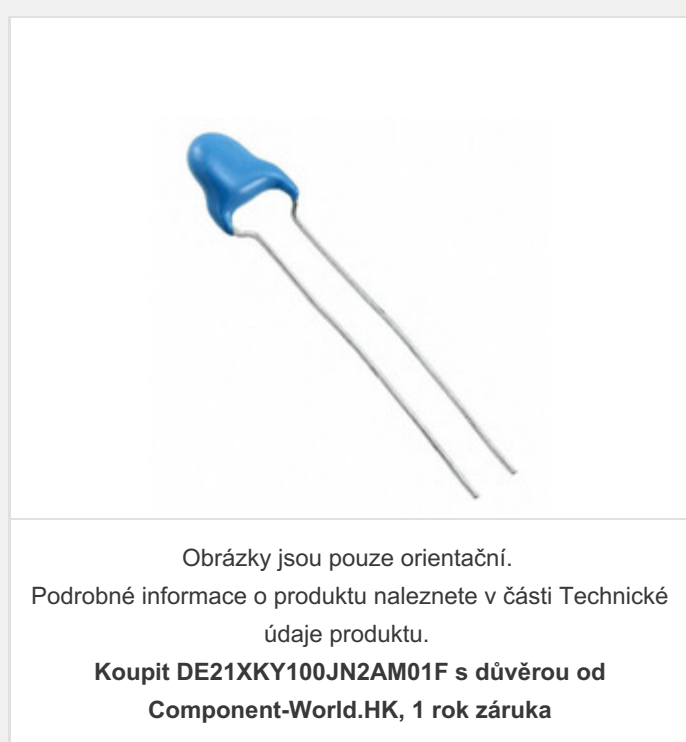 Obrázky jsou pouze orientační.
Podrobné informace o produktu naleznete v části Technické
údaje produktu.
Koupit DE21XKY100JN2AM01F s důvěrou od
Component-World.HK, 1 rok záruka